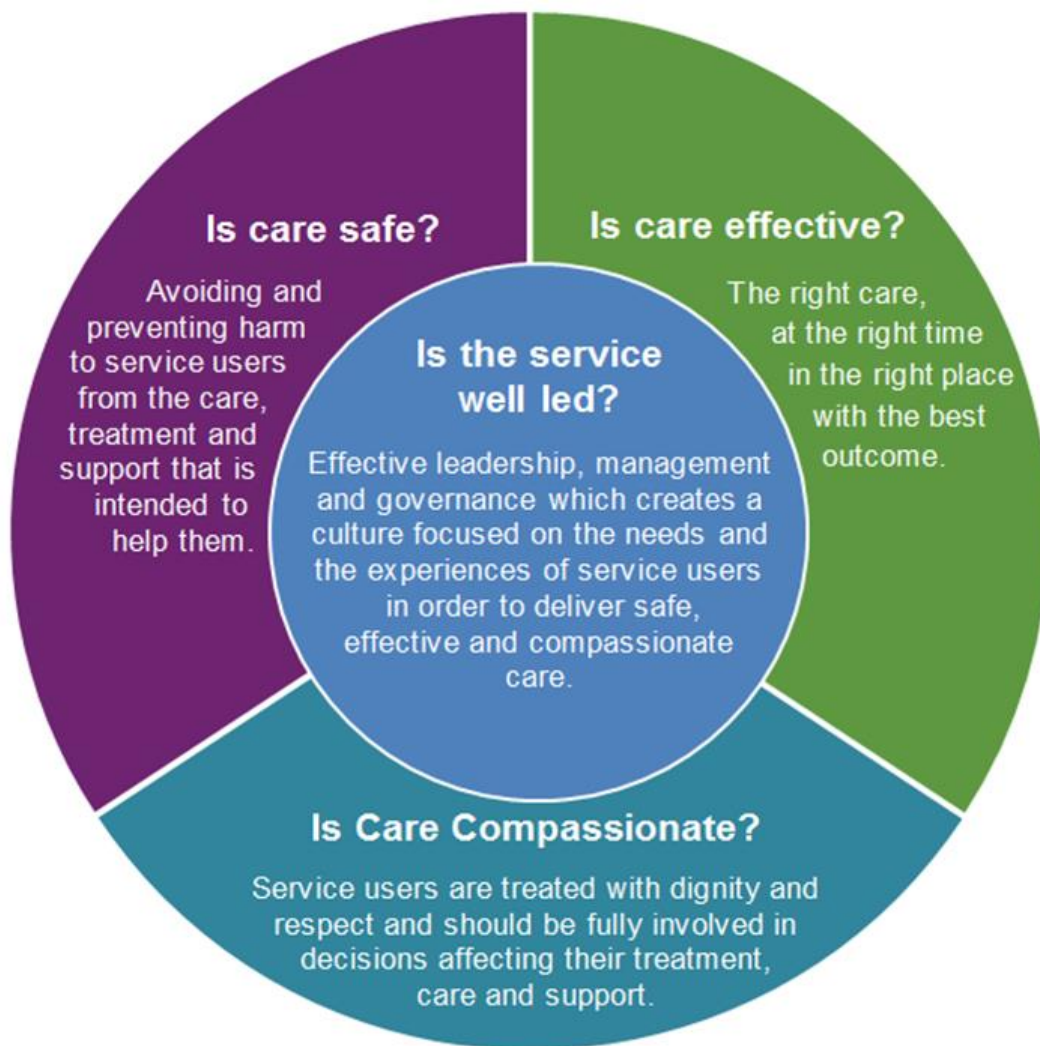 Is care safe?
Avoiding and
preventing harm
to service users
from the care,
treatment and
support that is
intended to
help them.
Is care effective?
The right care,
at the right time
in the right place
with the best
outcome.
Is the service
well led?
Effective leadership, management
and governance which creates a
culture focused on the needs and
the experiences of service users
in order to deliver safe,
effective and compassionate
care.
Is Care Compassionate?
Service users are treated with dignity and
respect and should be fully involved in
decisions affecting their treatment,
care and support.